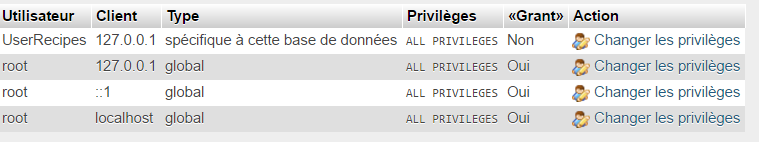 Utilisateur Client Type Privilèges «Grant» Action
UserRecipes 127.0.0.1 spécifique à cette base de données ALL PRIVILEGES Non Changer les privilèges
root 127.0.0.1 global ALL PRIVILEGES Oui Changer les privilèges
root ::1 global ALL PRIVILEGES Oui Changer les privilèges
root localhost global ALL PRIVILEGES Oui Changer les privilèges